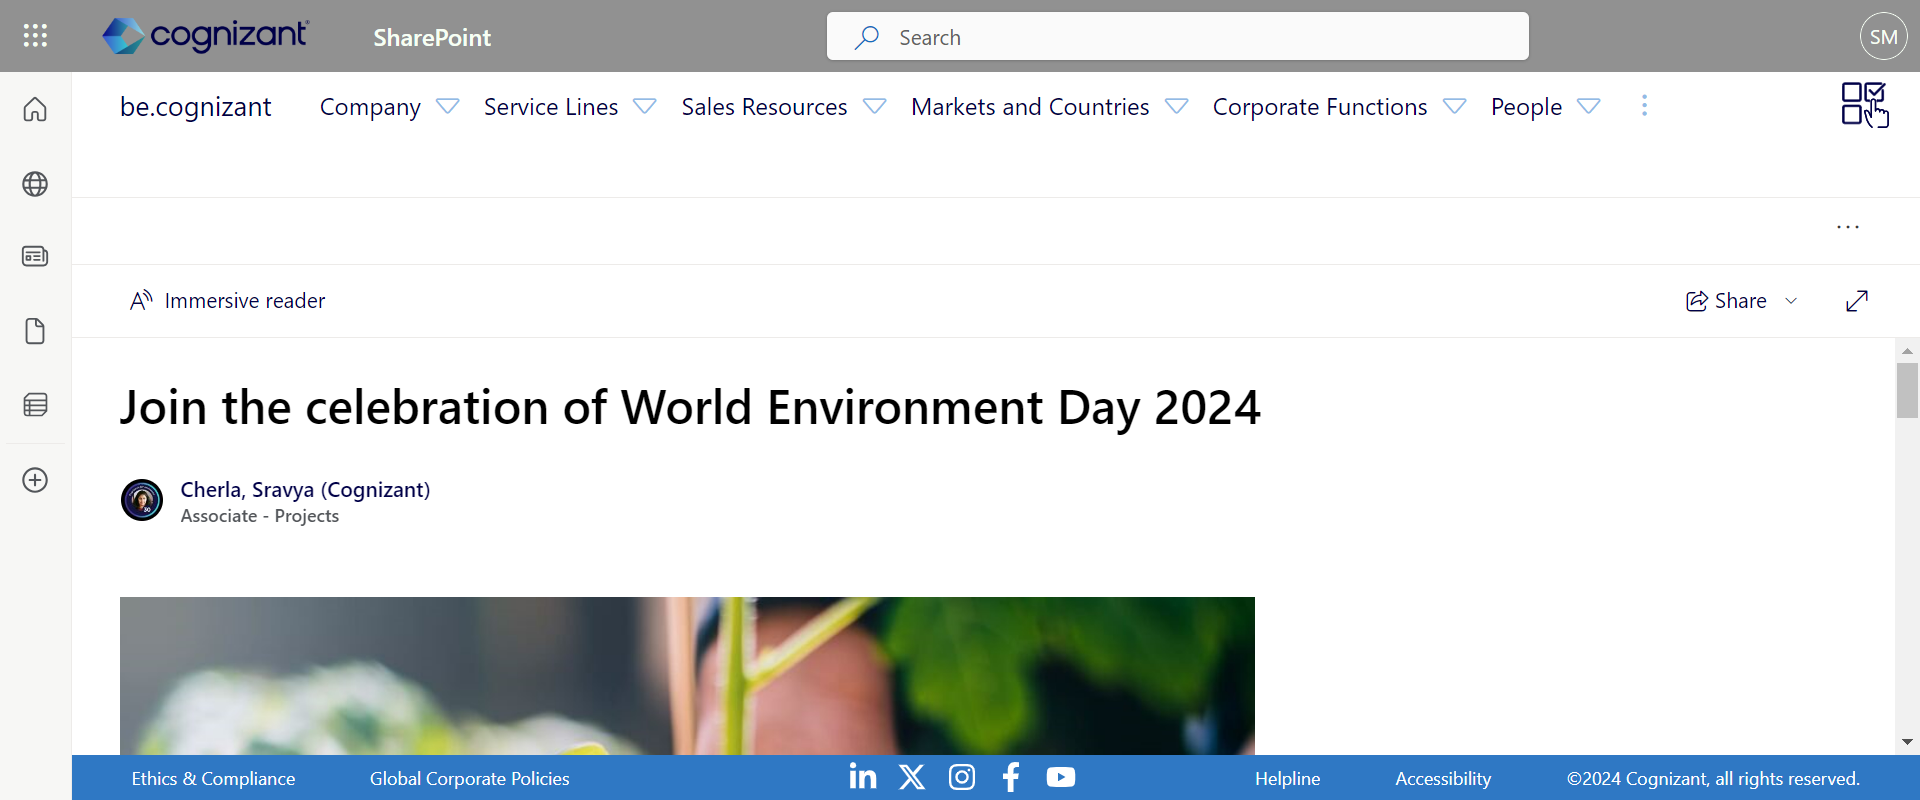 cognizant
SharePoint
Search
SM
be.cognizant
Company
Service Lines
Sales Resources
Markets and Countries
Corporate Functions
People
Immersive reader
Share
Join the celebration of World Environment Day 2024
Cherla, Sravya (Cognizant)
Associate - Projects
Ethics & Compliance
Global Corporate Policies
Helpline
Accessibility
©2024 Cognizant, all rights reserved.